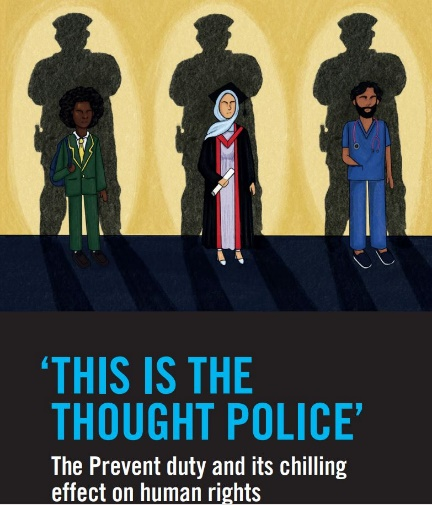 ‘THIS IS THE
THOUGHT POLICE’
The Prevent duty and its chilling
effect on human rights